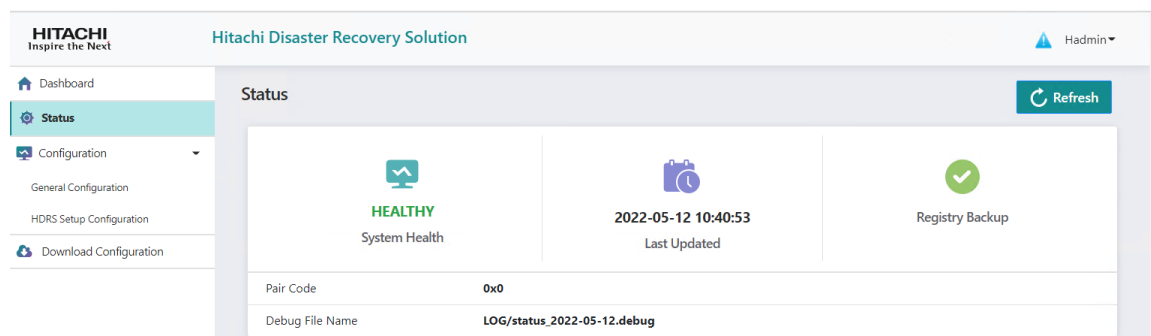 HITACHI
Inspire the Next
Hitachi Disaster Recovery Solution
Hadmin
Dashboard
Status
Configuration
General Configuration
HDRS Setup Configuration
Download Configuration
Status
Refresh
HEALTHY
System Health
2022-05-12 10:40:53
Last Updated
Registry Backup
Pair Code 0x0
Debug File Name LOG/status_2022-05-12.debug